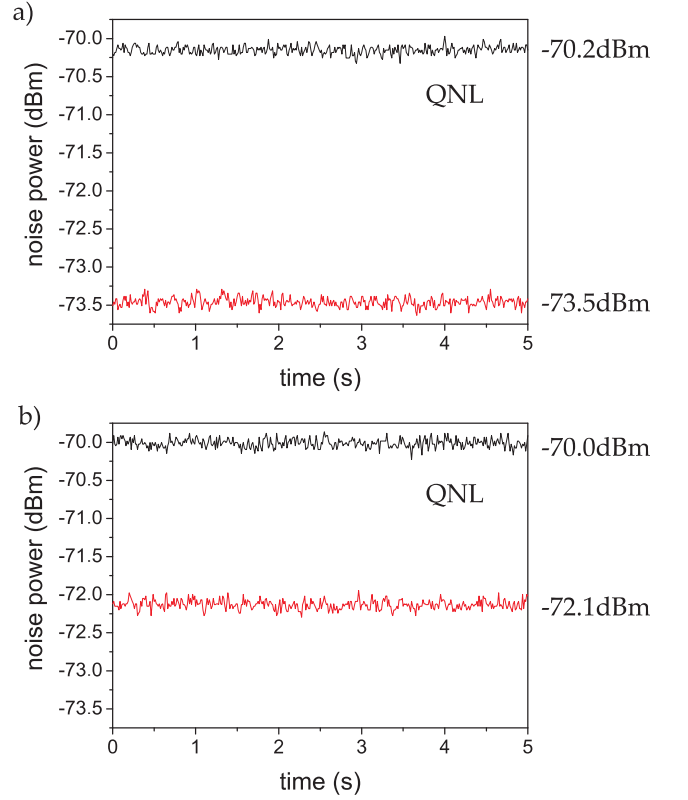 a)
-70.0
-70.2dBm
-70.5
QNL
-71.0
-71.5
-72.0
-72.5
-73.0
-73.5
-73.5dBm
noise power (dBm)
0 1 2 3 4 5
time (s)
b)
-70.0
-70.0dBm
-70.5
QNL
-71.0
-71.5
-72.0
-72.1dBm
-72.5
-73.0
-73.5
noise power (dBm)
0 1 2 3 4 5
time (s)